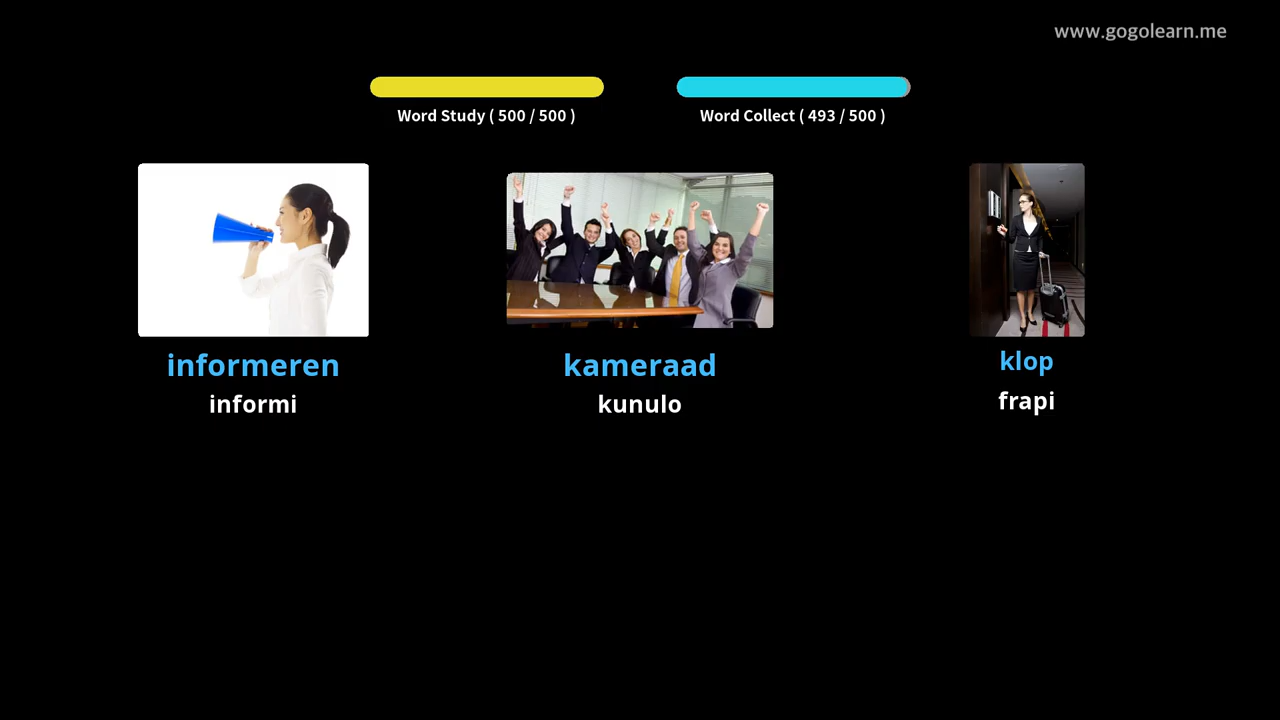 www.gogolearn.me
Word Study ( 500 / 500 )
Word Collect ( 493 / 500 )
informeren
informi
kameraad
kunulo
klop
frapi